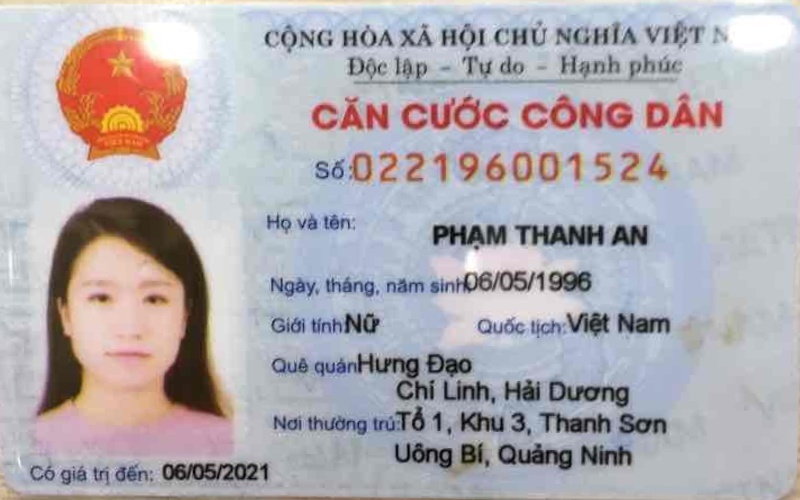 CỘNG HÒA XÃ HỘI CHỦ NGHĨA VIỆT
Độc lập - Tự do - Hạnh phúc
CĂN CƯỚC CÔNG DÂN
Số: 022196001524
Họ và tên: PHẠM THANH AN
Ngày, tháng, năm sinh: 06/05/1996
Giới tính: Nữ Quốc tịch: Việt Nam
Quê quán: Hưng Đạo
Chí Linh, Hải Dương
Nơi thường trú: Tổ 1, Khu 3, Thanh Sơn
Uông Bí, Quảng Ninh
Có giá trị đến: 06/05/2021